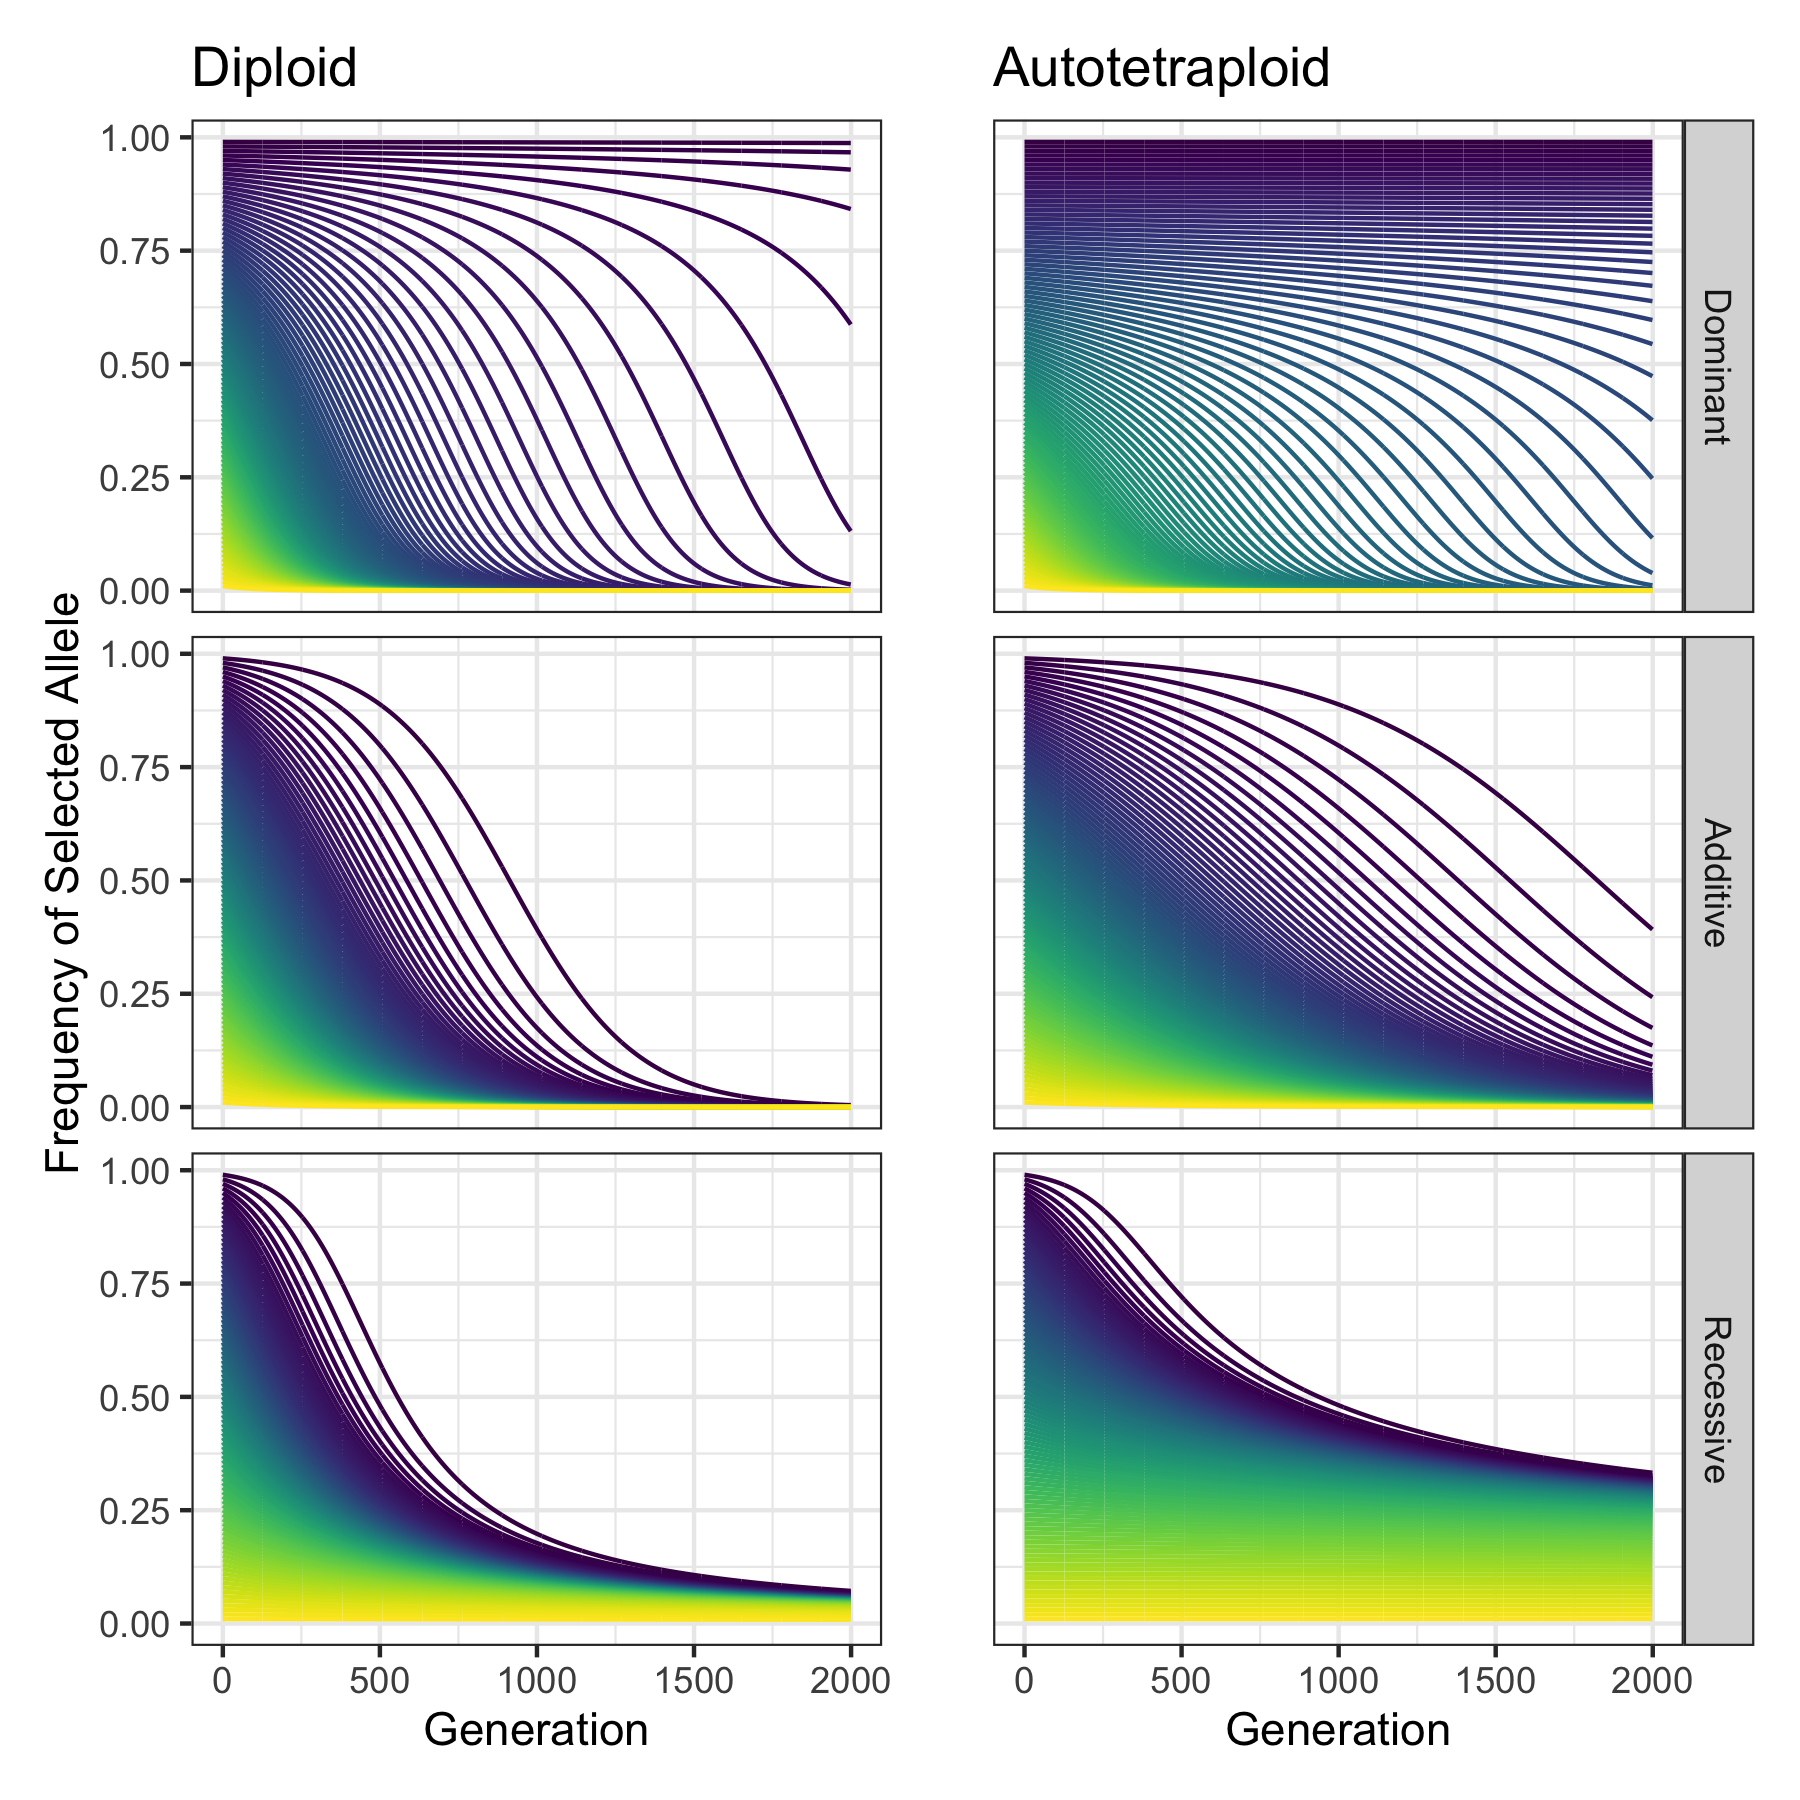 Diploid
Autotetraploid
Frequency of Selected Allele
1.00
0.75
0.50
0.25
0.00
Dominant
1.00
0.75
0.50
0.25
0.00
Additive
1.00
0.75
0.50
0.25
0.00
Recessive
0 500 1000 1500 2000
0 500 1000 1500 2000
Generation
Generation